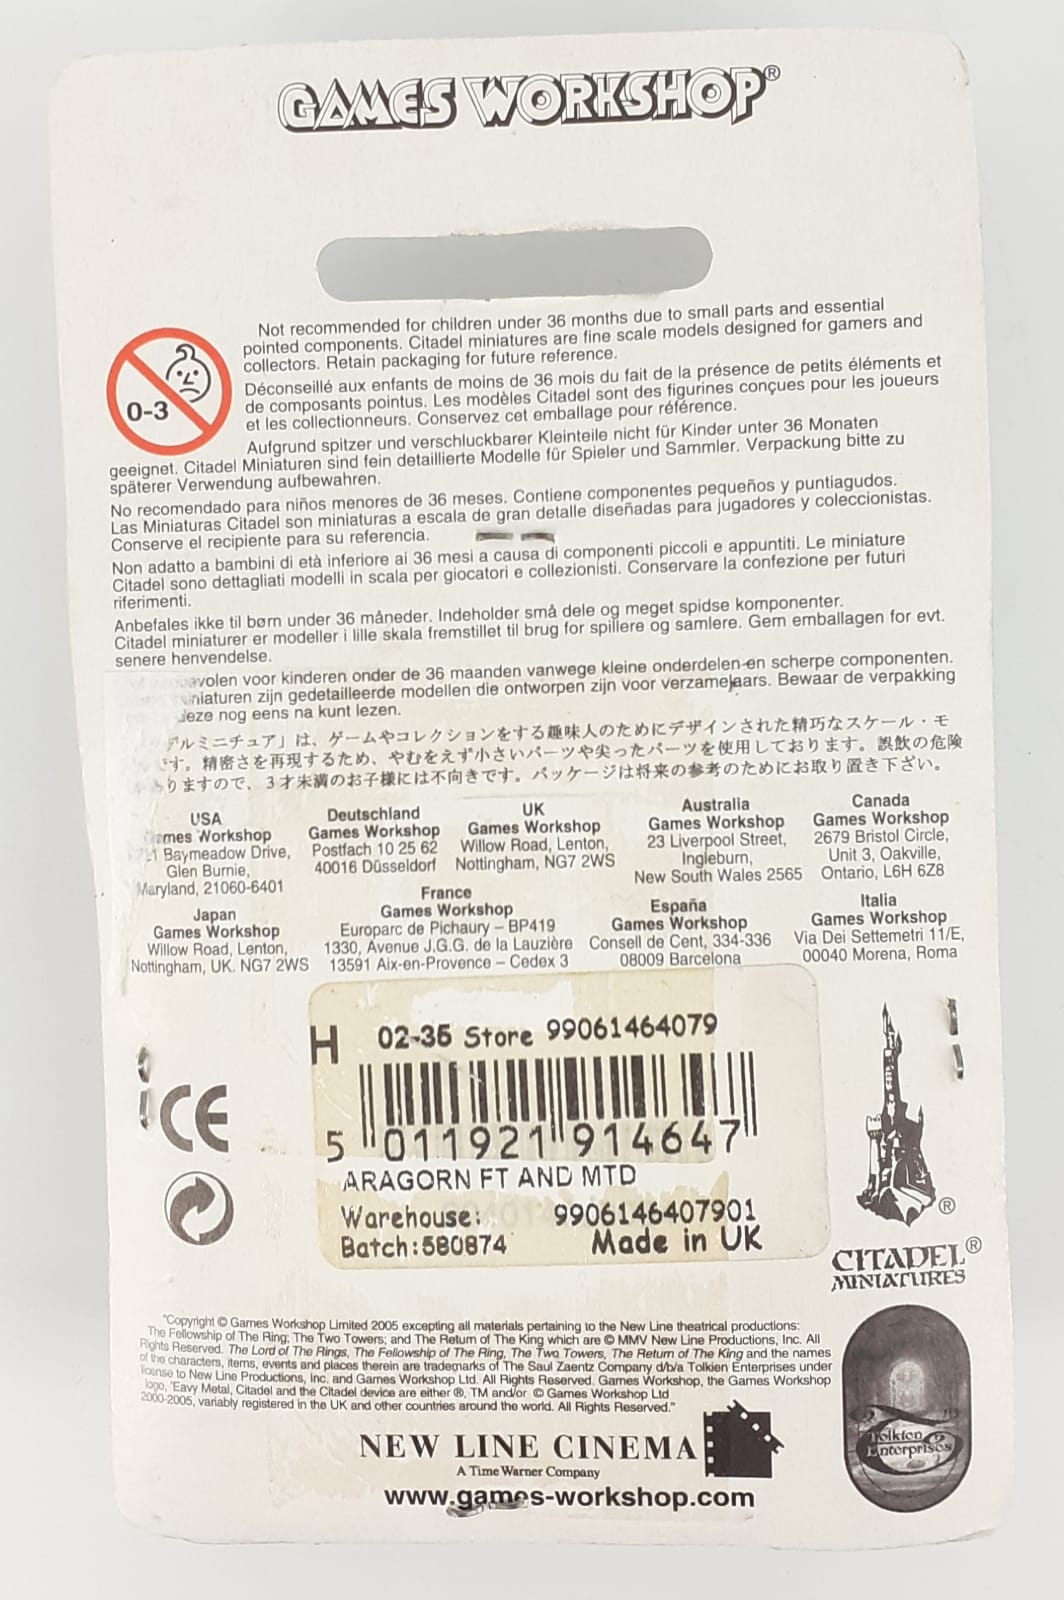 GAMES WORKSHOP®
Not recommended for children under 36 months due to small parts and essential
pointed components. Citadel miniatures are fine scale models designed for gamers and
collectors. Retain packaging for future reference.
0-3
Déconseillé aux enfants de moins de 36 mois du fait de la présence de petits éléments et
de composants pointus. Les modèles Citadel sont des figurines conçues pour les joueurs
et les collectionneurs. Conservez cet emballage pour référence.
Aufgrund spitzer und verschluckbarer Kleinteile nicht für Kinder unter 36 Monaten
geeignet. Citadel Miniaturen sind fein detaillierte Modelle für Spieler und Sammler. Verpackung bitte zu
späterer Verwendung aufbewahren.
No recomendado para niños menores de 36 meses. Contiene componentes pequeños y puntiagudos.
Las Miniaturas Citadel son miniaturas a escala de gran detalle diseñadas para jugadores y coleccionistas.
Conserve el recipiente para su referencia.
Non adatto a bambini di età inferiore ai 36 mesi a causa di componenti piccoli e appuntiti. Le miniature
Citadel sono dettagliati modelli in scala per giocatori e collezionisti. Conservare la confezione per futuri
riferimenti.
Anbefales ikke til børn under 36 måneder. Indeholder små dele og meget spidse komponenter.
Citadel miniaturer er modeller i lille skala fremstillet til brug for spillere og samlere. Gem emballagen for evt.
senere henvendelse.
voor kinderen onder de 36 maanden vanwege kleine onderdelen en scherpe componenten.
zijn gedetailleerde modellen die ontworpen zijn voor verzamelaars. Bewaar de verpakking
deze nog eens na kunt lezen.
デルミニチュア」は、ゲームやコレクションをする趣味人のためにデザインされた精巧なスケール・モ
です。精密さを再現するため、やむをえず小さいパーツや尖ったパーツを使用しております。誤飲の危険
ありますので、3才未満のお子様には不向きです。パッケージは将来の参考のためにお取り置き下ざい。
USA
Games Workshop
Baymeadow Drive,
Glen Burnie,
Maryland, 21060-6401
Deutschland
Games Workshop
Postfach 10 25 62
40016 Düsseldorf
UK
Games Workshop
Willow Road, Lenton,
Nottingham, NG7 2WS
Australia
Games Workshop
23 Liverpool Street,
Ingleburn,
New South Wales 2565
Canada
Games Workshop
2679 Bristol Circle,
Unit 3, Oakville,
Ontario, L6H 6Z8
Japan
Games Workshop
Willow Road, Lenton,
Nottingham, UK. NG7 2WS
France
Games Workshop
Europarc de Pichaury – BP419
1330, Avenue J.G.G. de la Lauzière
13591 Aix-en-Provence – Cedex 3
España
Games Workshop
Consell de Cent, 334-336
08009 Barcelona
Italia
Games Workshop
Via Dei Settemetri 11/E,
00040 Morena, Roma
H 02-35 Store 99061464079
5 011921 914647
ARAGORN FT AND MTD
Warehouse: 9906146407901
Batch:580874 Made in UK
CE
®
CITADEL®
MINIATURES
"Copyright © Games Workshop Limited 2005 excepting all materials pertaining to the New Line theatrical productions:
The Fellowship of The Ring; The Two Towers; and The Return of The King which are © MMV New Line Productions, Inc. All
Rights Reserved. The Lord of The Rings, The Fellowship of The Ring, The Two Towers, The Return of The King and the names
of the characters, items, events and places therein are trademarks of The Saul Zaentz Company d/b/a Tolkien Enterprises under
license to New Line Productions, Inc. and Games Workshop Ltd. All Rights Reserved. Games Workshop, the Games Workshop
logo, 'Eavy Metal, Citadel and the Citadel device are either ®, TM and/or © Games Workshop Ltd
2000-2005, variably registered in the UK and other countries around the world. All Rights Reserved."
NEW LINE CINEMA
A Time Warner Company
www.games-workshop.com
Tolkien
Enterprises